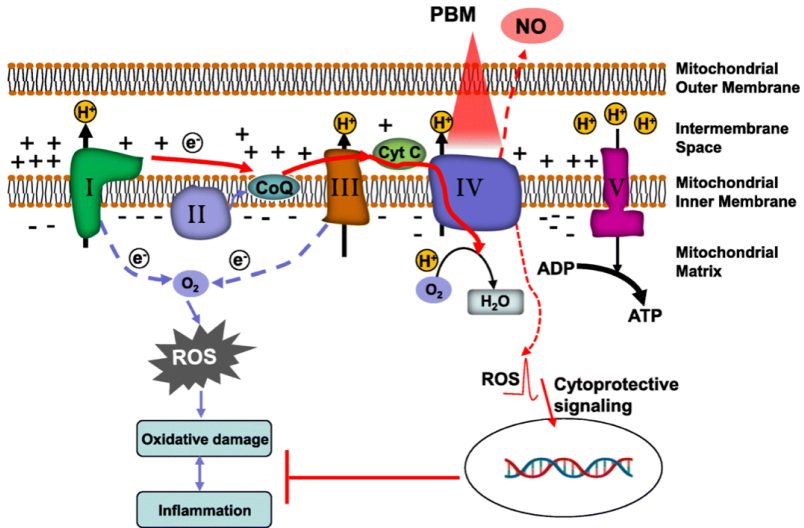 PBM
NO
Mitochondrial
Outer Membrane
H⁺
H⁺
H⁺
H⁺
H⁺
H⁺
Intermembrane
Space
+ + + + + + + + + + + + + + + +
e⁻
Cyt C
I
II
CoQ
III
IV
V
Mitochondrial
Inner Membrane
- - - - - - - - - - - - - - -
e⁻
e⁻
O₂
H⁺
O₂
H₂O
ADP
ATP
Mitochondrial
Matrix
ROS
ROS
Cytoprotective
signaling
Oxidative damage
Inflammation